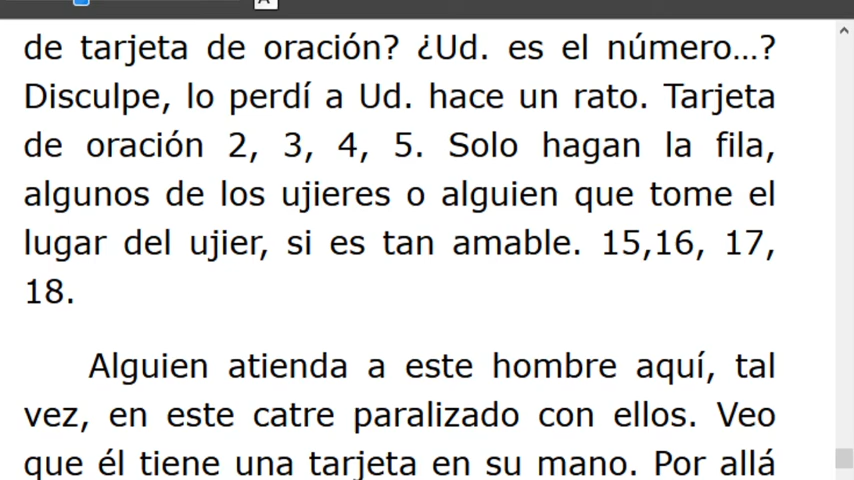 de tarjeta de oración? ¿Ud. es el número...?
Disculpe, lo perdí a Ud. hace un rato. Tarjeta
de oración 2, 3, 4, 5. Solo hagan la fila,
algunos de los ujieres o alguien que tome el
lugar del ujier, si es tan amable. 15,16, 17,
18.
Alguien atienda a este hombre aquí, tal
vez, en este catre paralizado con ellos. Veo
que él tiene una tarjeta en su mano. Por allá